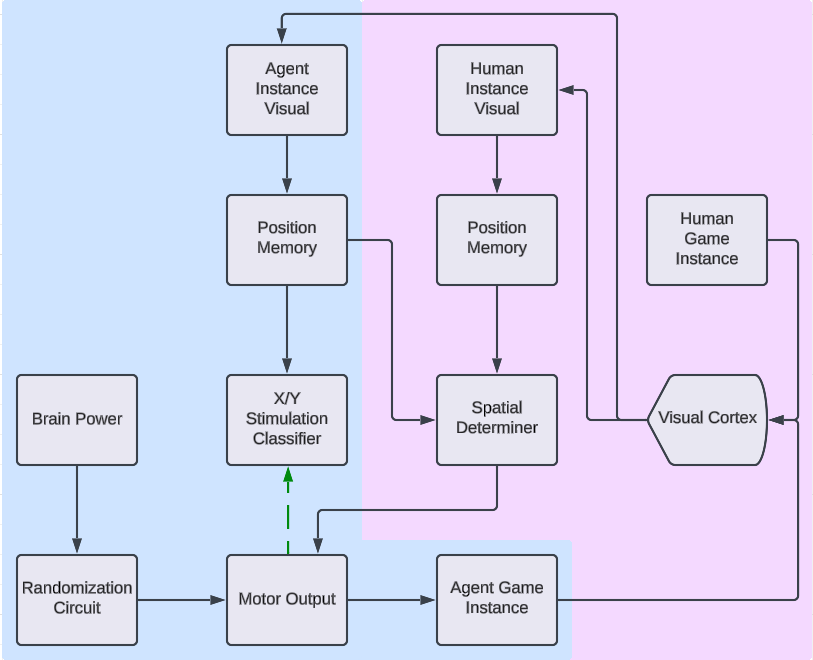 Agent
Instance
Visual
Human
Instance
Visual
Position
Memory
Position
Memory
Human
Game
Instance
Brain Power
X/Y
Stimulation
Classifier
Spatial
Determiner
Visual Cortex
Randomization
Circuit
Motor Output
Agent Game
Instance